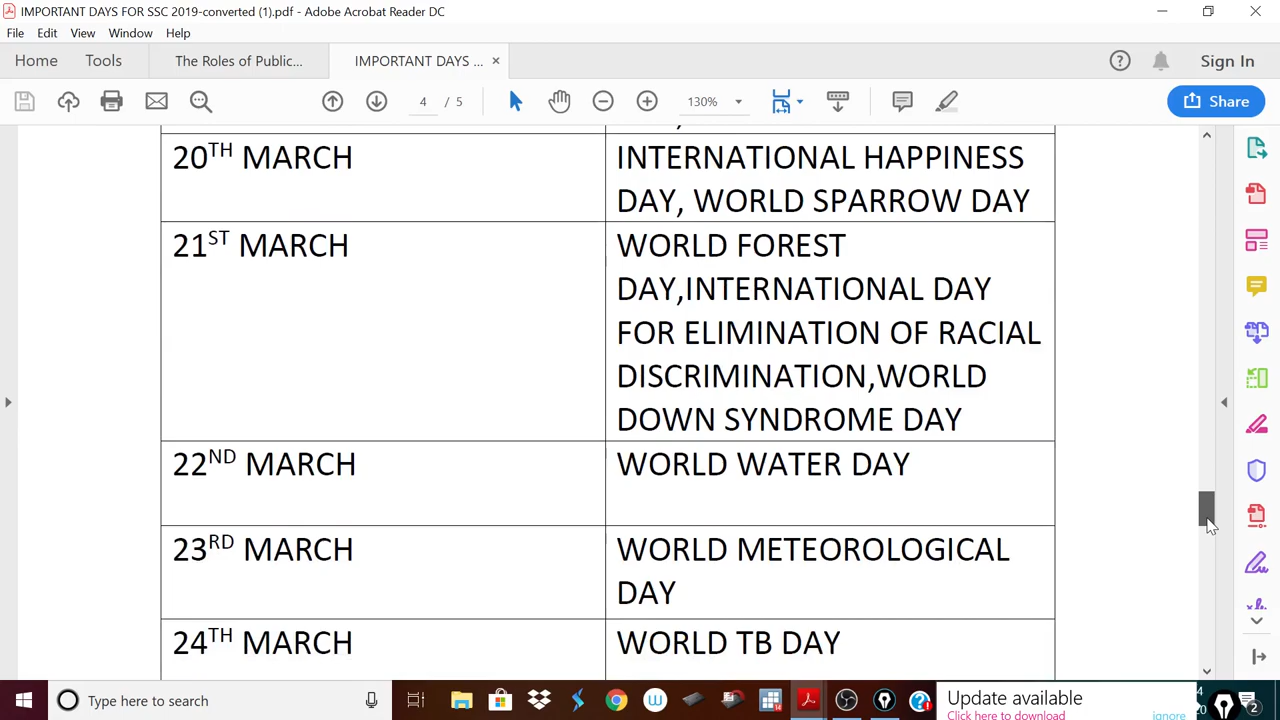 IMPORTANT DAYS FOR SSC 2019-converted (1).pdf - Adobe Acrobat Reader DC
File Edit View Window Help
Home Tools The Roles of Public... IMPORTANT DAYS ... ×
? Sign In
4 / 5 130% Share
20TH MARCH INTERNATIONAL HAPPINESS
DAY, WORLD SPARROW DAY
21ST MARCH WORLD FOREST
DAY,INTERNATIONAL DAY
FOR ELIMINATION OF RACIAL
DISCRIMINATION,WORLD
DOWN SYNDROME DAY
22ND MARCH WORLD WATER DAY
23RD MARCH WORLD METEOROLOGICAL
DAY
24TH MARCH WORLD TB DAY
Type here to search
Update available
Click here to download ignore
2